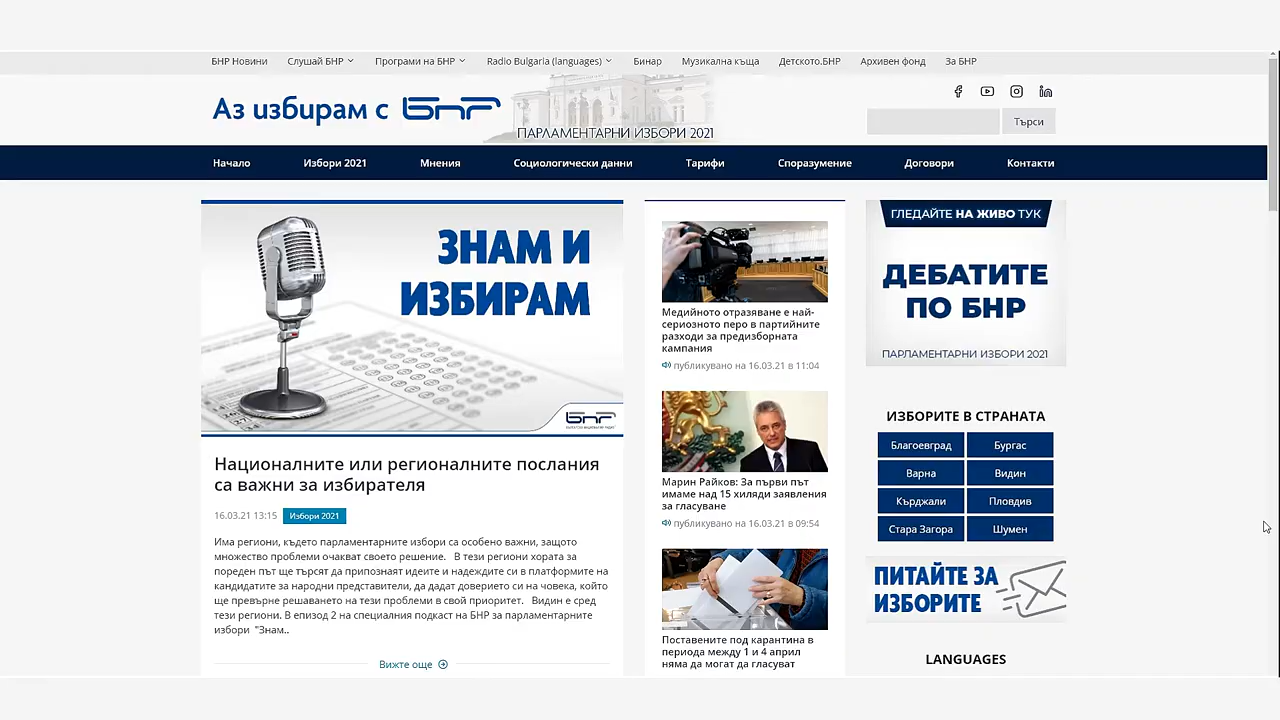 БНР Новини Слушай БНР Програми на БНР Radio Bulgaria (languages) Бинар Музикална къща Детското.БНР Архивен фонд За БНР
Аз избирам с БНР
ПАРЛАМЕНТАРНИ ИЗБОРИ 2021
Търси
Начало Избори 2021 Мнения Социологически данни Тарифи Споразумение Договори Контакти
ЗНАМ И
ИЗБИРАМ
БНР
Националните или регионалните послания
са важни за избирателя
16.03.21 13:15 Избори 2021
Има региони, където парламентарните избори са особено важни, защото
множество проблеми очакват своето решение. В тези региони хората за
пореден път ще търсят да припознаят идеите и надеждите си в платформите на
кандидатите за народни представители, да дадат доверието си на човека, който
ще превърне решаването на тези проблеми в свой приоритет. Видин е сред
тези региони. В епизод 2 на специалния подкаст на БНР за парламентарните
избори "Знам..
Вижте още
Медийното отразяване е най-
сериозното перо в партийните
разходи за предизборната
кампания
публикувано на 16.03.21 в 11:04
Марин Райков: За първи път
имаме над 15 хиляди заявления
за гласуване
публикувано на 16.03.21 в 09:54
Поставените под карантина в
периода между 1 и 4 април
няма да могат да гласуват
ГЛЕДАЙТЕ НА ЖИВО ТУК
ДЕБАТИТЕ
ПО БНР
ПАРЛАМЕНТАРНИ ИЗБОРИ 2021
ИЗБОРИТЕ В СТРАНАТА
Благоевград Бургас
Варна Видин
Кърджали Пловдив
Стара Загора Шумен
ПИТАЙТЕ ЗА
ИЗБОРИТЕ
LANGUAGES